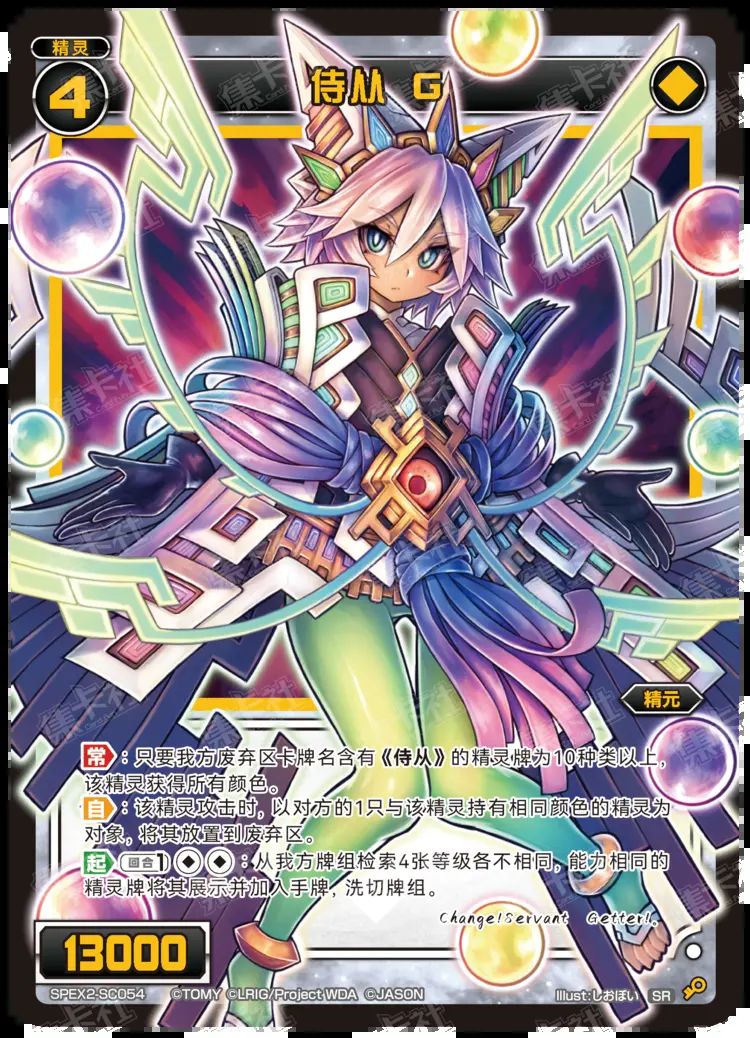 精灵
4
侍从 G
精元
常：只要我方废弃区卡牌名含有《侍从》的精灵牌为10种类以上，
该精灵获得所有颜色。
自：该精灵攻击时，以对方的1只与该精灵持有相同颜色的精灵为
对象，将其放置到废弃区。
起 回合1 ◆ ◆：从我方牌组检索4张等级各不相同，能力相同的
精灵牌将其展示并加入手牌，洗切牌组。
Change!Servant Getter!。
13000
SPEX2-SC054 ©TOMY ©LRIG/Project WDA ©JASON
Illust:しおぼい SR
集卡社